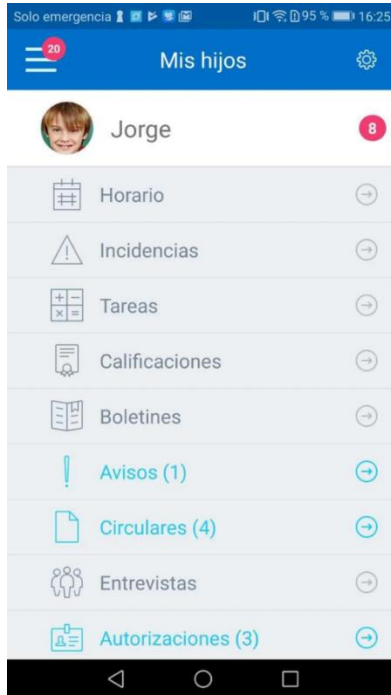 Solo emergencia 95 % 16:25
20
Mis hijos
Jorge 8
Horario
Incidencias
Tareas
Calificaciones
Boletines
Avisos (1)
Circulares (4)
Entrevistas
Autorizaciones (3)